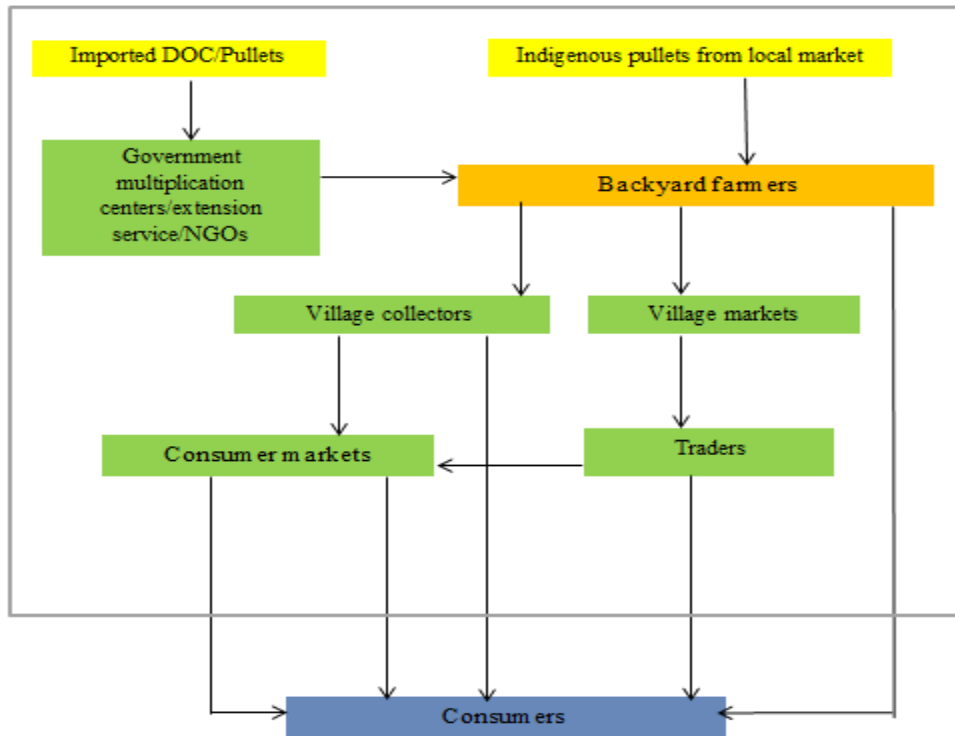 Imported DOC/Pullets
Indigenous pullets from local market
Government
multiplication
centers/extension
service/NGOs
Backyard farmers
Village collectors
Village markets
Consumer markets
Traders
Consumers